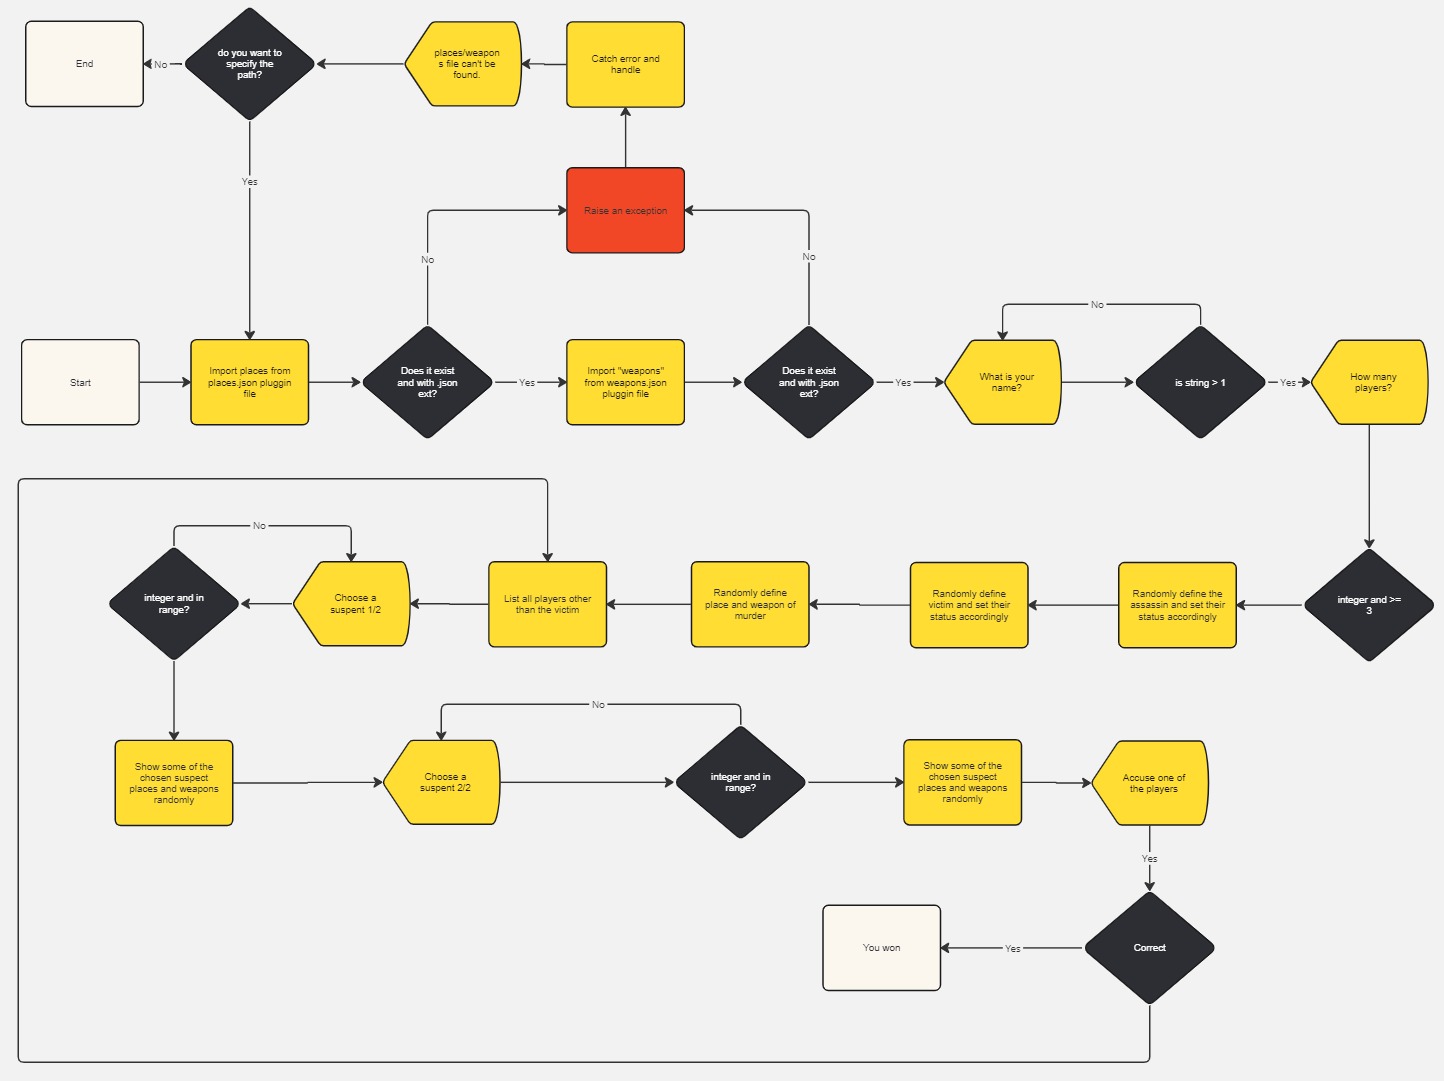 End
No
do you want to
specify the
path?
places/weapon
s file can't be
found.
Catch error and
handle
Yes
Raise an exception
No
No
Start
Import places from
places.json pluggin
file
Does it exist
and with .json
ext?
Yes
Import "weapons"
from weapons.json
pluggin file
Does it exist
and with .json
ext?
Yes
What is your
name?
No
is string > 1
Yes
How many
players?
No
integer and in
range?
Choose a
suspent 1/2
List all players other
than the victim
Randomly define
place and weapon of
murder
Randomly define
victim and set their
status accordingly
Randomly define the
assassin and set their
status accordingly
integer and >=
3
No
Show some of the
chosen suspect
places and weapons
randomly
Choose a
suspent 2/2
integer and in
range?
Show some of the
chosen suspect
places and weapons
randomly
Accuse one of
the players
Yes
You won
Yes
Correct